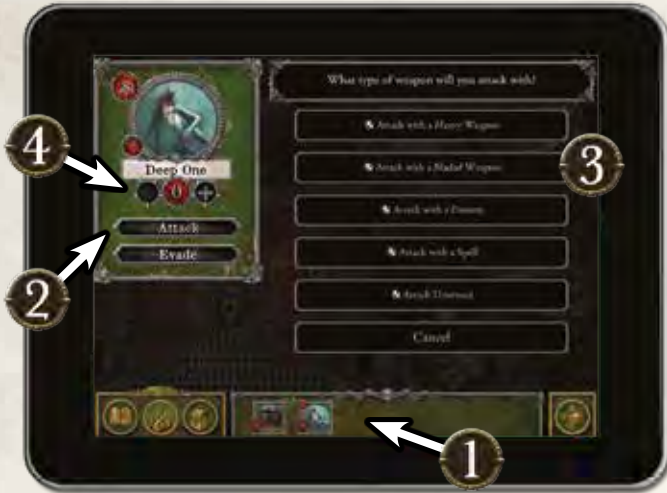 What type of weapon will you attack with?
Attack with a Heavy Weapon
4
Deep One
Attack with a Bladed Weapon
3
Attack with a Firearm
Attack
Evade
Attack with a Spell
2
Attack Unarmed
Cancel
1